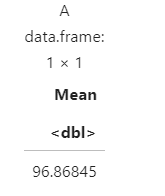 A
data.frame:
1 × 1
Mean
<dbl>
96.86845